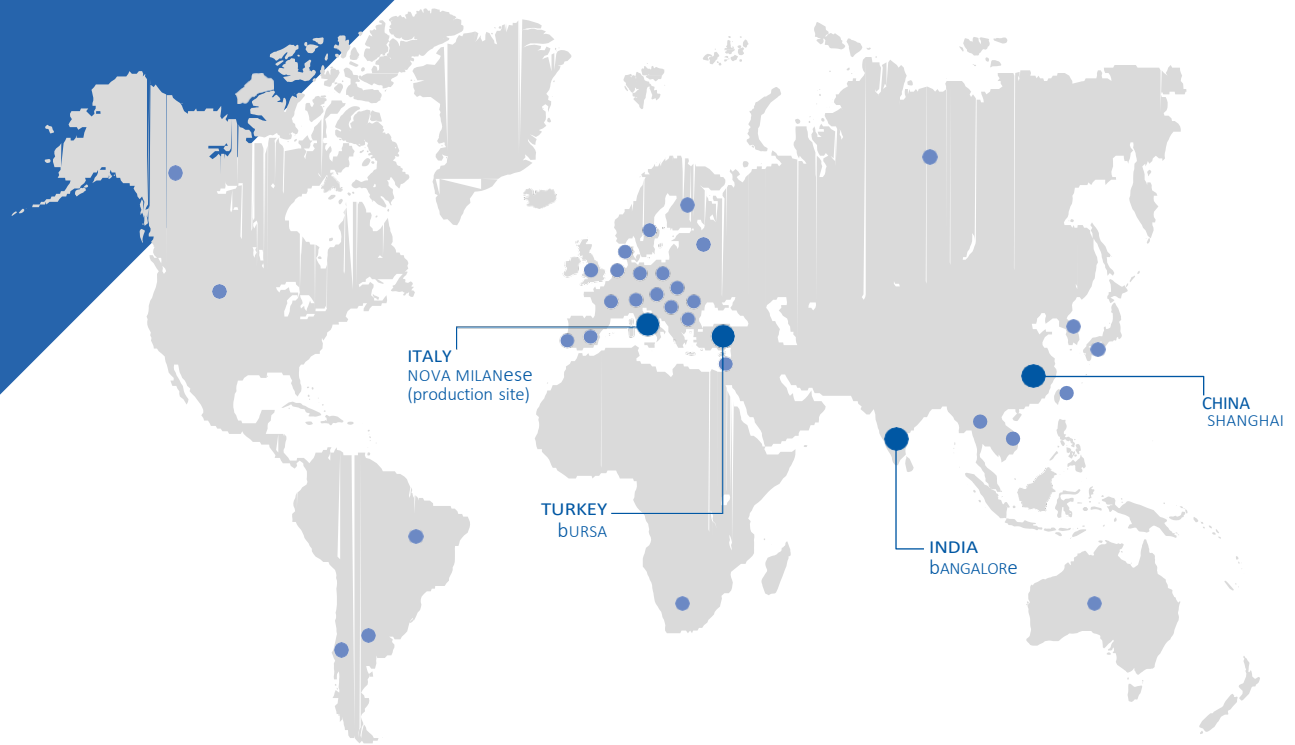 ITALY
NOVA MILANese
(production site)
CHINA
SHANGHAI
TURKEY
bURSA
INDIA
bANGALORe